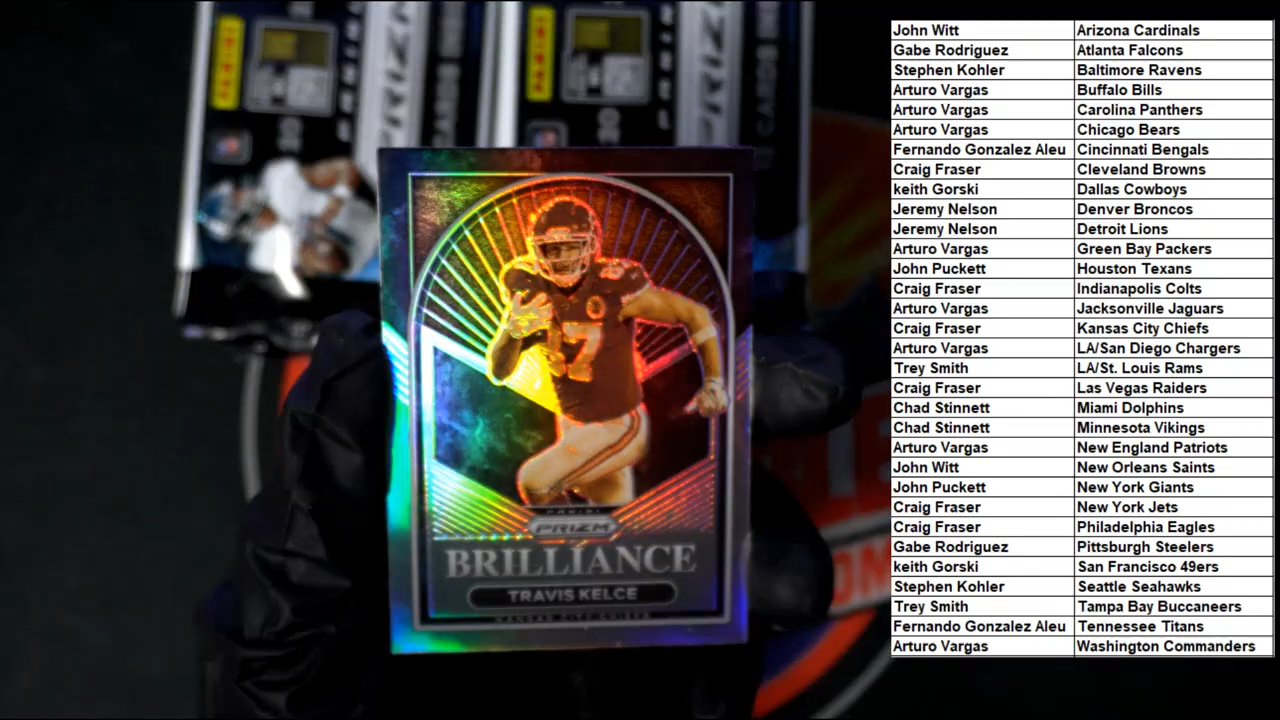 PRIZM
PRIZM
87
87
PANINI
PRIZM
BRILLIANCE
TRAVIS KELCE
KANSAS CITY CHIEFS
John Witt Arizona Cardinals
Gabe Rodriguez Atlanta Falcons
Stephen Kohler Baltimore Ravens
Arturo Vargas Buffalo Bills
Arturo Vargas Carolina Panthers
Arturo Vargas Chicago Bears
Fernando Gonzalez Aleu Cincinnati Bengals
Craig Fraser Cleveland Browns
keith Gorski Dallas Cowboys
Jeremy Nelson Denver Broncos
Jeremy Nelson Detroit Lions
Arturo Vargas Green Bay Packers
John Puckett Houston Texans
Craig Fraser Indianapolis Colts
Arturo Vargas Jacksonville Jaguars
Craig Fraser Kansas City Chiefs
Arturo Vargas LA/San Diego Chargers
Trey Smith LA/St. Louis Rams
Craig Fraser Las Vegas Raiders
Chad Stinnett Miami Dolphins
Chad Stinnett Minnesota Vikings
Arturo Vargas New England Patriots
John Witt New Orleans Saints
John Puckett New York Giants
Craig Fraser New York Jets
Craig Fraser Philadelphia Eagles
Gabe Rodriguez Pittsburgh Steelers
keith Gorski San Francisco 49ers
Stephen Kohler Seattle Seahawks
Trey Smith Tampa Bay Buccaneers
Fernando Gonzalez Aleu Tennessee Titans
Arturo Vargas Washington Commanders